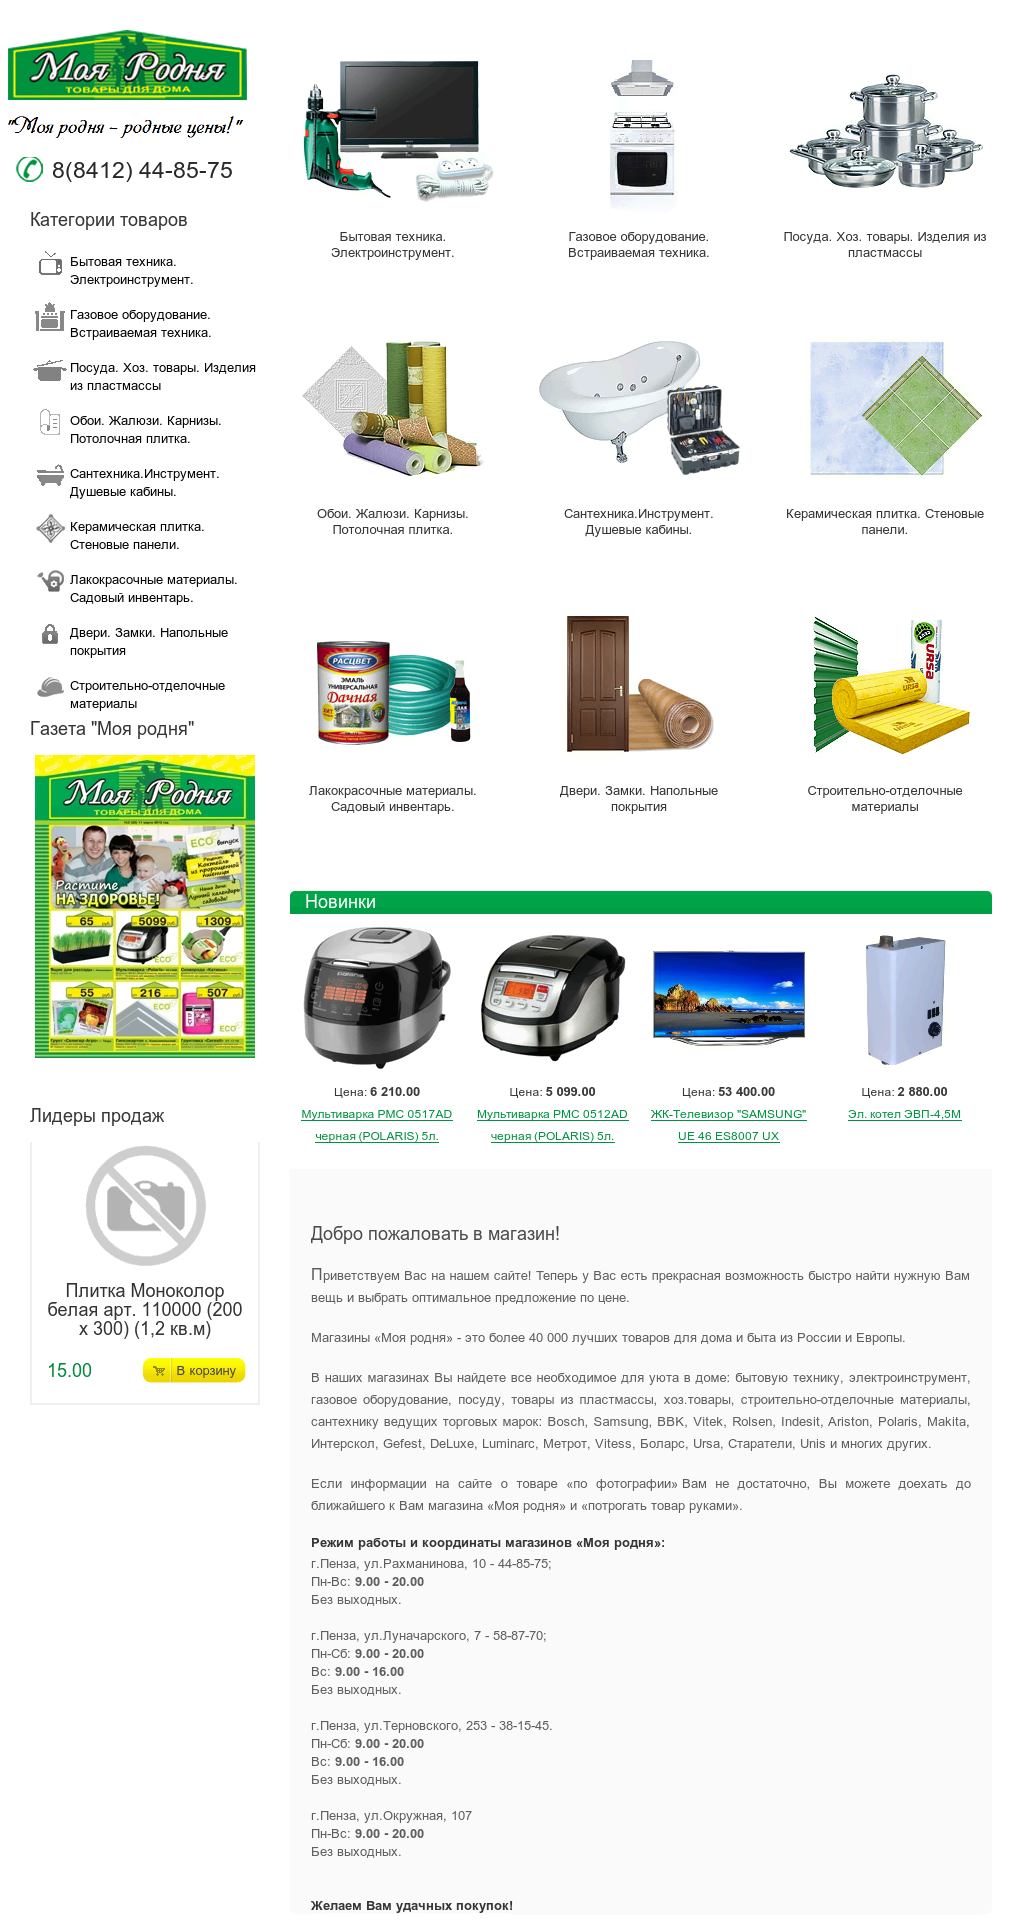 Моя Родня
ТОВАРЫ ДЛЯ ДОМА
"Моя родня – родные цены!"
8(8412) 44-85-75
Категории товаров
Бытовая техника.
Электроинструмент.
Газовое оборудование.
Встраиваемая техника.
Посуда. Хоз. товары. Изделия
из пластмассы
Обои. Жалюзи. Карнизы.
Потолочная плитка.
Сантехника.Инструмент.
Душевые кабины.
Керамическая плитка.
Стеновые панели.
Лакокрасочные материалы.
Садовый инвентарь.
Двери. Замки. Напольные
покрытия
Строительно-отделочные
материалы
Газета "Моя родня"
Моя Родня
ТОВАРЫ ДЛЯ ДОМА
ECO выпуск
Рецепт:
Коктейль
из пророщенной
пшеницы
Растите
НА ЗДОРОВЬЕ!
Лунный календарь
садовода!
65
5099
1309
55
216
507
Лидеры продаж
Плитка Моноколор
белая арт. 110000 (200
х 300) (1,2 кв.м)
15.00
В корзину
Бытовая техника.
Электроинструмент.
Газовое оборудование.
Встраиваемая техника.
Посуда. Хоз. товары. Изделия из
пластмассы
Обои. Жалюзи. Карнизы.
Потолочная плитка.
Сантехника.Инструмент.
Душевые кабины.
Керамическая плитка. Стеновые
панели.
РАСЦВЕТ
ЭМАЛЬ
УНИВЕРСАЛЬНАЯ
Дачная
URSA
URSA
Лакокрасочные материалы.
Садовый инвентарь.
Двери. Замки. Напольные
покрытия
Строительно-отделочные
материалы
Новинки
Цена: 6 210.00
Мультиварка PMC 0517AD
черная (POLARIS) 5л.
Цена: 5 099.00
Мультиварка PMC 0512AD
черная (POLARIS) 5л.
Цена: 53 400.00
ЖК-Телевизор "SAMSUNG"
UE 46 ES8007 UX
Цена: 2 880.00
Эл. котел ЭВП-4,5М
Добро пожаловать в магазин!
Приветствуем Вас на нашем сайте! Теперь у Вас есть прекрасная возможность быстро найти нужную Вам
вещь и выбрать оптимальное предложение по цене.
Магазины «Моя родня» - это более 40 000 лучших товаров для дома и быта из России и Европы.
В наших магазинах Вы найдете все необходимое для уюта в доме: бытовую технику, электроинструмент,
газовое оборудование, посуду, товары из пластмассы, хоз.товары, строительно-отделочные материалы,
сантехнику ведущих торговых марок: Bosch, Samsung, BBK, Vitek, Rolsen, Indesit, Ariston, Polaris, Makita,
Интерскол, Gefest, DeLuxe, Luminarc, Метрот, Vitess, Боларс, Ursa, Старатели, Unis и многих других.
Если информации на сайте о товаре «по фотографии» Вам не достаточно, Вы можете доехать до
ближайшего к Вам магазина «Моя родня» и «потрогать товар руками».
Режим работы и координаты магазинов «Моя родня»:
г.Пенза, ул.Рахманинова, 10 - 44-85-75;
Пн-Вс: 9.00 - 20.00
Без выходных.
г.Пенза, ул.Луначарского, 7 - 58-87-70;
Пн-Сб: 9.00 - 20.00
Вс: 9.00 - 16.00
Без выходных.
г.Пенза, ул.Терновского, 253 - 38-15-45.
Пн-Сб: 9.00 - 20.00
Вс: 9.00 - 16.00
Без выходных.
г.Пенза, ул.Окружная, 107
Пн-Вс: 9.00 - 20.00
Без выходных.
Желаем Вам удачных покупок!